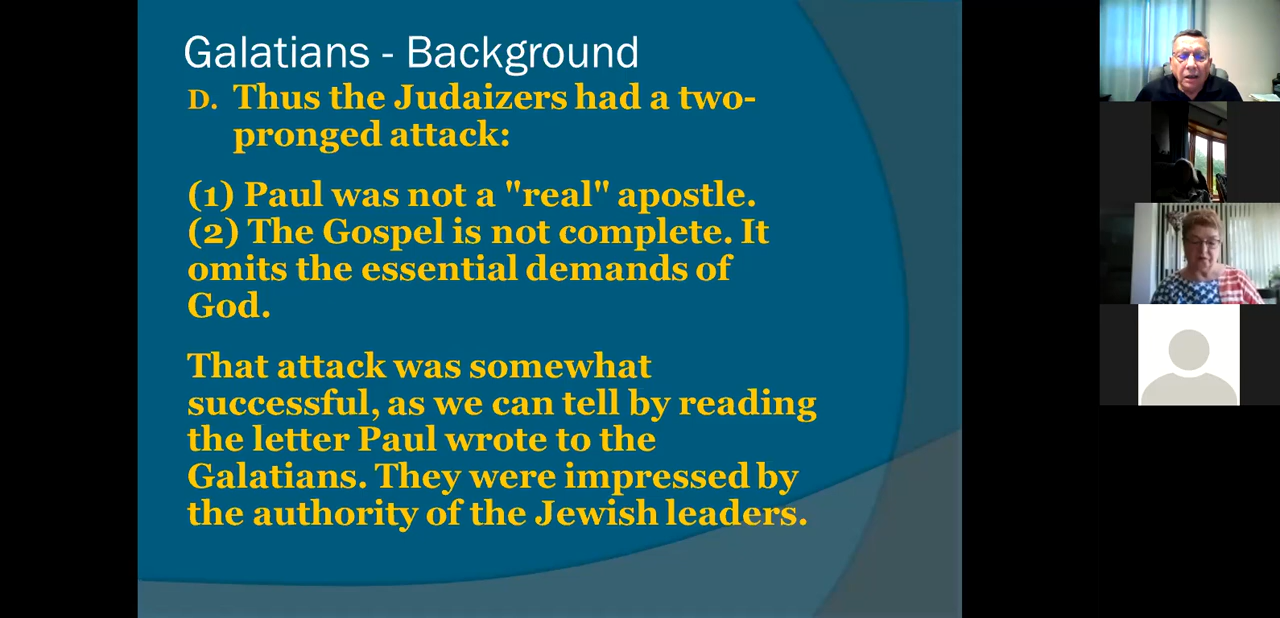 Galatians - Background
D. Thus the Judaizers had a two-
pronged attack:
(1) Paul was not a "real" apostle.
(2) The Gospel is not complete. It
omits the essential demands of
God.
That attack was somewhat
successful, as we can tell by reading
the letter Paul wrote to the
Galatians. They were impressed by
the authority of the Jewish leaders.